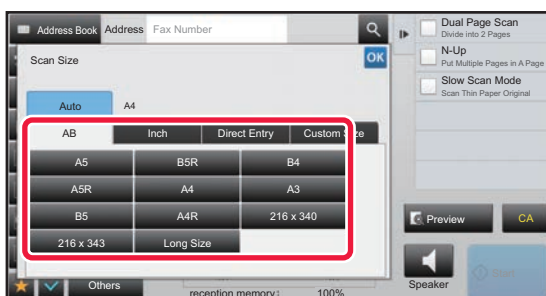 Address Book Address Fax Number
Dual Page Scan
Divide into 2 Pages
Scan Size
OK
N-Up
Put Multiple Pages in A Page
Slow Scan Mode
Scan Thin Paper Original
Auto A4
AB Inch Direct Entry Custom Size
A5 B5R B4
A5R A4 A3
B5 A4R 216 x 340
Preview CA
216 x 343 Long Size
Start
Others
reception memory: 100%
Speaker